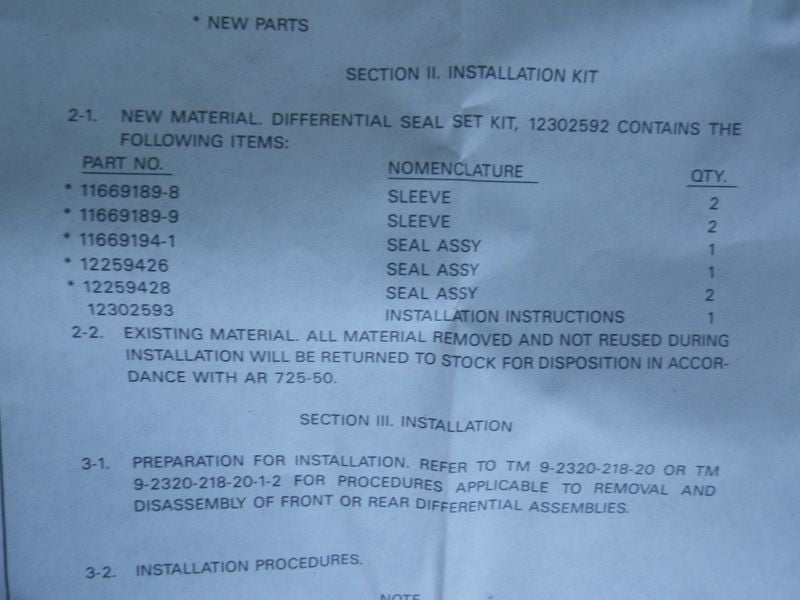 * NEW PARTS
SECTION II. INSTALLATION KIT
2-1. NEW MATERIAL. DIFFERENTIAL SEAL SET KIT, 12302592 CONTAINS THE
FOLLOWING ITEMS:
PART NO. NOMENCLATURE QTY.
* 11669189-8 SLEEVE 2
* 11669189-9 SLEEVE 2
* 11669194-1 SEAL ASSY 1
* 12259426 SEAL ASSY 1
* 12259428 SEAL ASSY 2
12302593 INSTALLATION INSTRUCTIONS 1
2-2. EXISTING MATERIAL. ALL MATERIAL REMOVED AND NOT REUSED DURING
INSTALLATION WILL BE RETURNED TO STOCK FOR DISPOSITION IN ACCOR-
DANCE WITH AR 725-50.
SECTION III. INSTALLATION
3-1. PREPARATION FOR INSTALLATION. REFER TO TM 9-2320-218-20 OR TM
9-2320-218-20-1-2 FOR PROCEDURES APPLICABLE TO REMOVAL AND
DISASSEMBLY OF FRONT OR REAR DIFFERENTIAL ASSEMBLIES.
3-2. INSTALLATION PROCEDURES.
NOTE